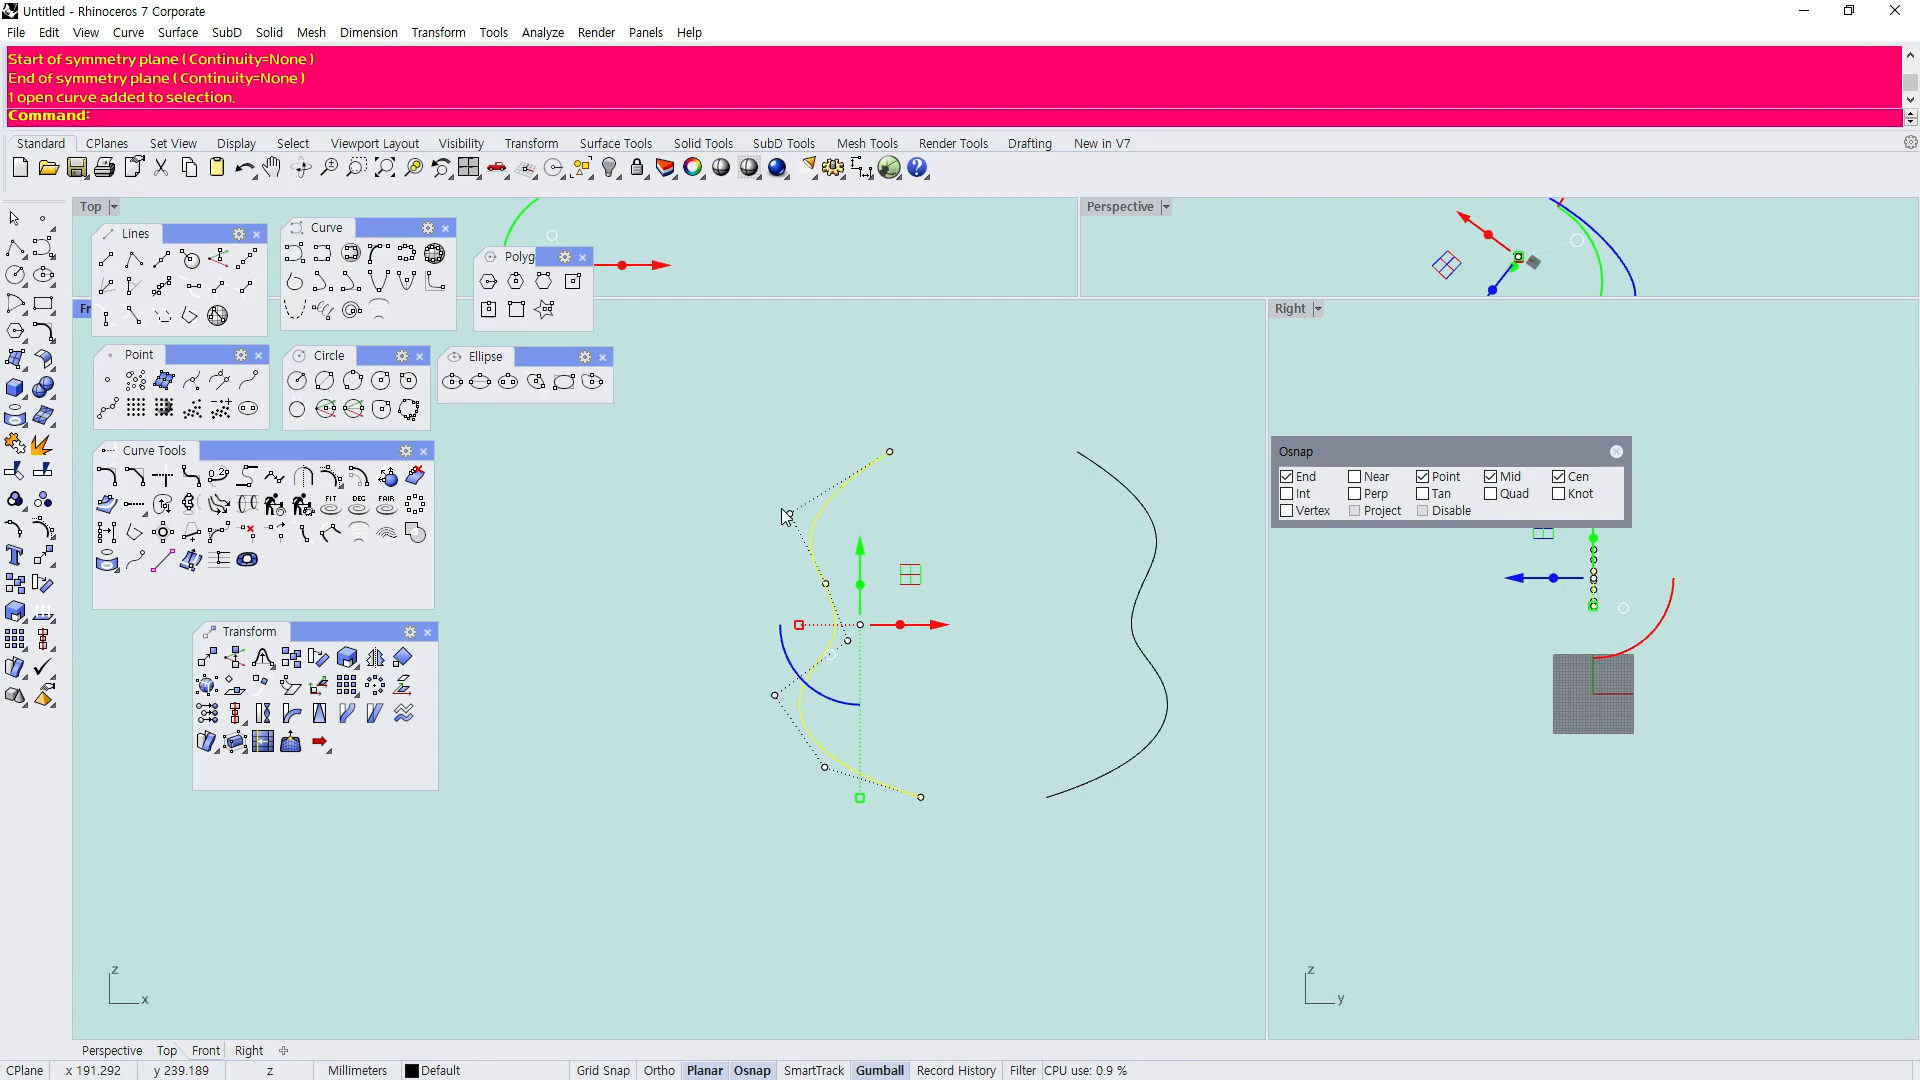 Untitled - Rhinoceros 7 Corporate
File Edit View Curve Surface SubD Solid Mesh Dimension Transform Tools Analyze Render Panels Help
Start of symmetry plane ( Continuity=None )
End of symmetry plane ( Continuity=None )
1 open curve added to selection.
Command:
Standard CPlanes Set View Display Select Viewport Layout Visibility Transform Surface Tools Solid Tools SubD Tools Mesh Tools Render Tools Drafting New in V7
Top Perspective
Lines Curve Polyg
Fr Right
Point Circle Ellipse
Curve Tools
FIT DEG FAIR
Osnap
End Near Point Mid Cen
Int Perp Tan Quad Knot
Vertex Project Disable
Transform
z
x
z
y
Perspective Top Front Right
CPlane x 191.292 y 239.189 z Millimeters Default Grid Snap Ortho Planar Osnap SmartTrack Gumball Record History Filter CPU use: 0.9 %